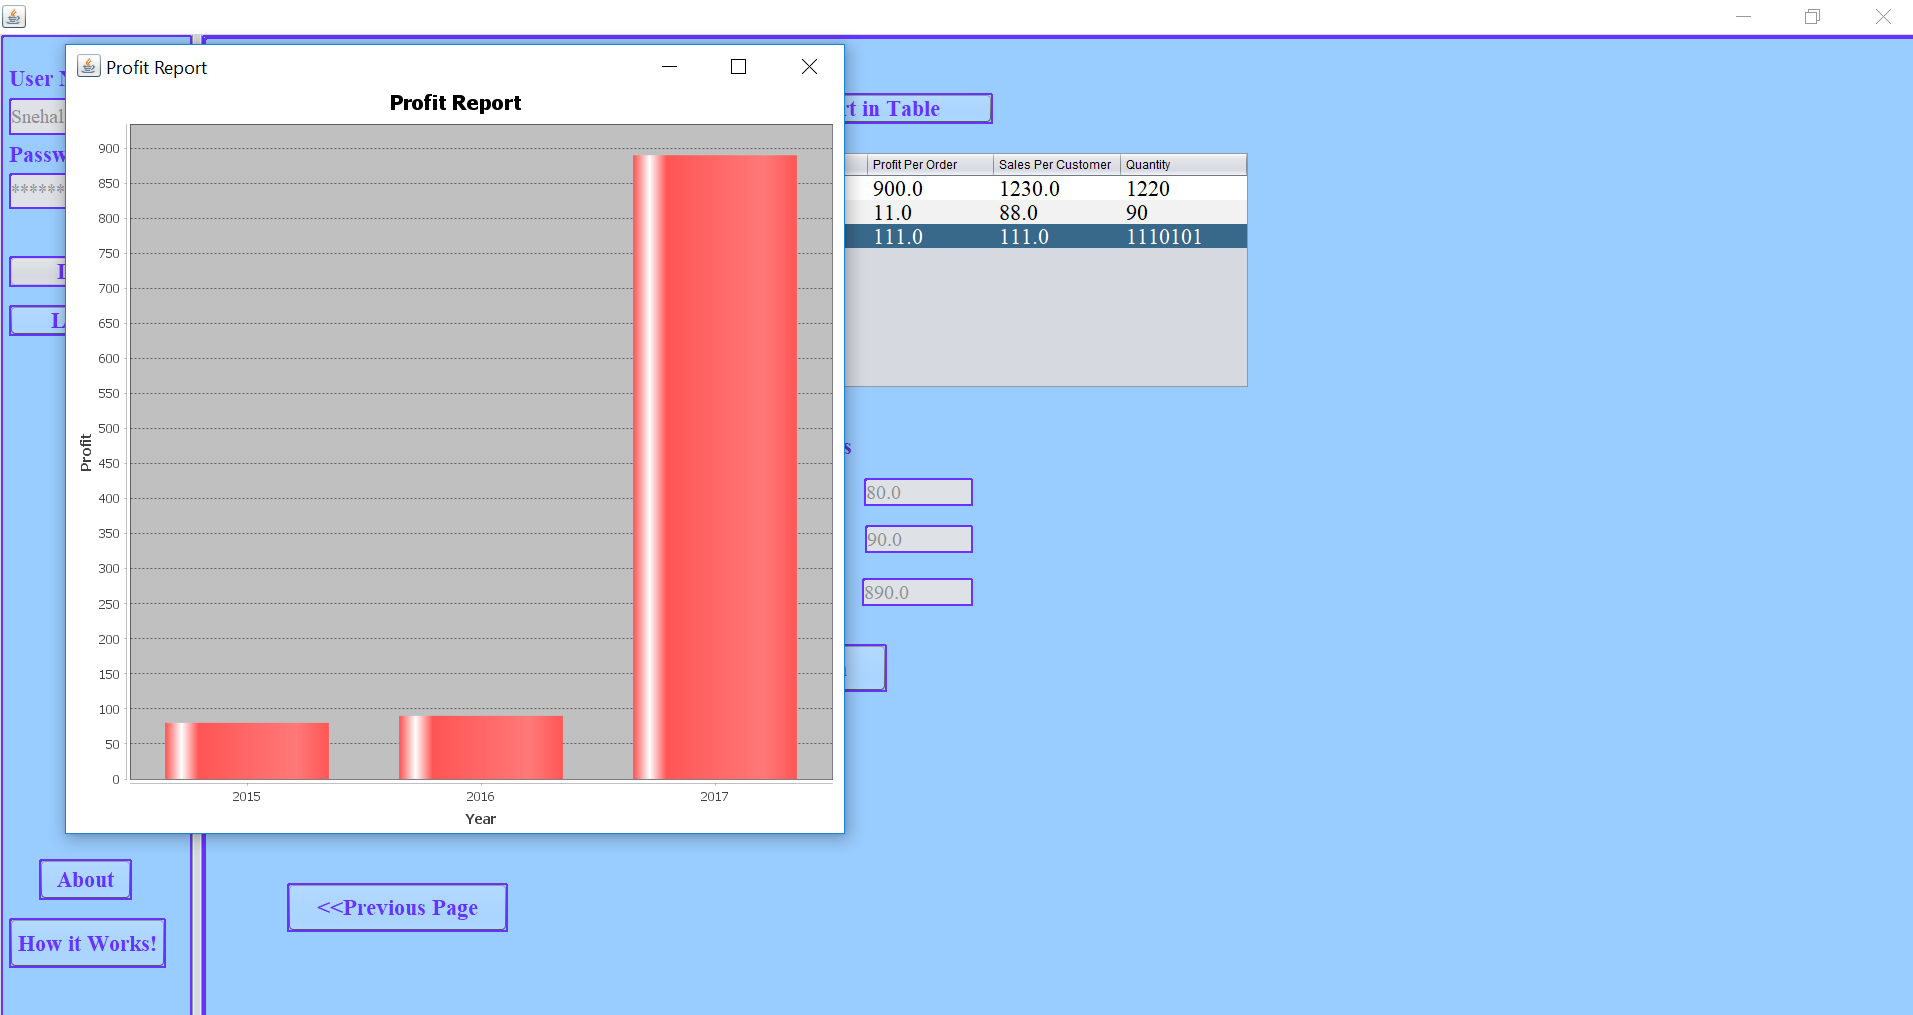 Profit Report
Profit Report
900
850
800
750
700
650
600
550
500
450
400
350
300
250
200
150
100
50
0
Profit
2015 2016 2017
Year
User
Snehal
******
in Table
Profit Per Order Sales Per Customer Quantity
900.0 1230.0 1220
11.0 88.0 90
111.0 111.0 1110101
80.0
90.0
890.0
About
How it Works!
<<Previous Page